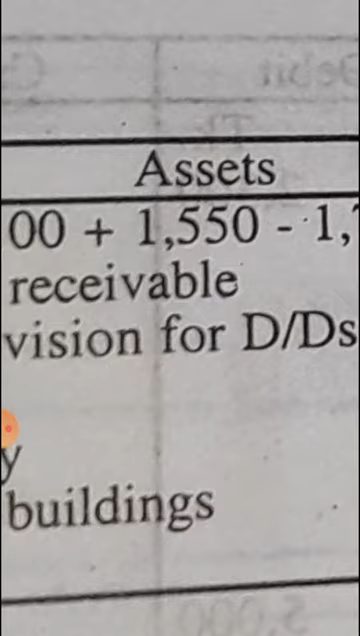 Assets
00 + 1,550 - 1,
receivable
vision for D/Ds
y
buildings